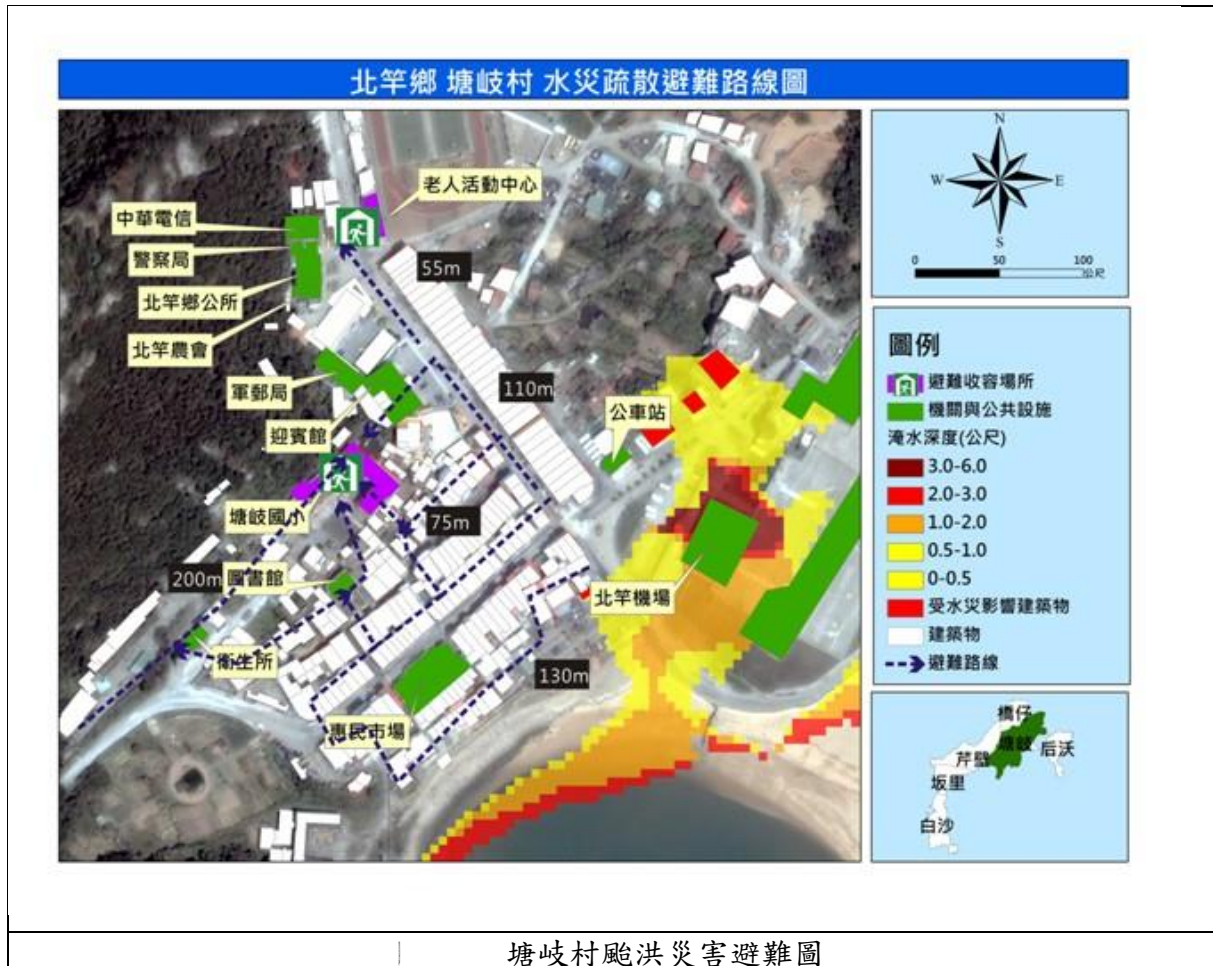 北竿鄉 塘岐村 水災疏散避難路線圖
老人活動中心
中華電信
警察局
北竿鄉公所
北竿農會
軍郵局
迎賓館
塘岐國小
圖書館
衛生所
惠民市場
公車站
北竿機場
55m
110m
75m
200m
130m
N
W
E
S
0
50
100
公尺
圖例
避難收容場所
機關與公共設施
淹水深度(公尺)
3.0-6.0
2.0-3.0
1.0-2.0
0.5-1.0
0-0.5
受水災影響建築物
建築物
避難路線
橋仔
塘岐
后沃
芹壁
坂里
白沙
塘岐村颱洪災害避難圖